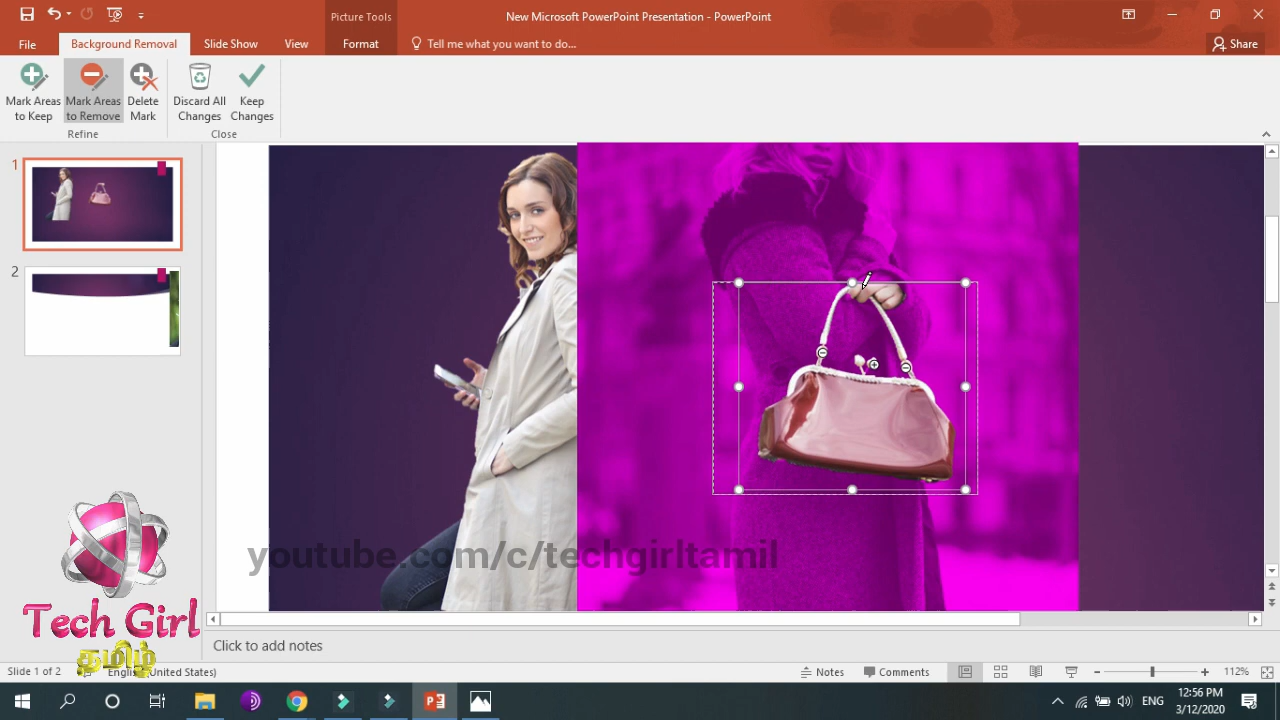 New Microsoft PowerPoint Presentation - PowerPoint
Picture Tools
File
Background Removal
Slide Show
View
Format
Tell me what you want to do...
Share
Mark Areas to Keep
Mark Areas to Remove
Delete Mark
Discard All Changes
Keep Changes
Refine
Close
1
2
youtube.com/c/techgirltamil
Tech Girl
தமிழ்
Click to add notes
Slide 1 of 2
English (United States)
Notes
Comments
112%
ENG
12:56 PM
3/12/2020